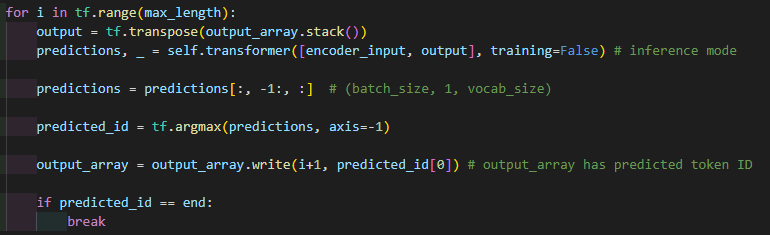 for i in tf.range(max_length):
    output = tf.transpose(output_array.stack())
    predictions, _ = self.transformer([encoder_input, output], training=False) # inference mode
    predictions = predictions[:, -1:, :]  # (batch_size, 1, vocab_size)
    predicted_id = tf.argmax(predictions, axis=-1)
    output_array = output_array.write(i+1, predicted_id[0]) # output_array has predicted token ID
    if predicted_id == end:
        break